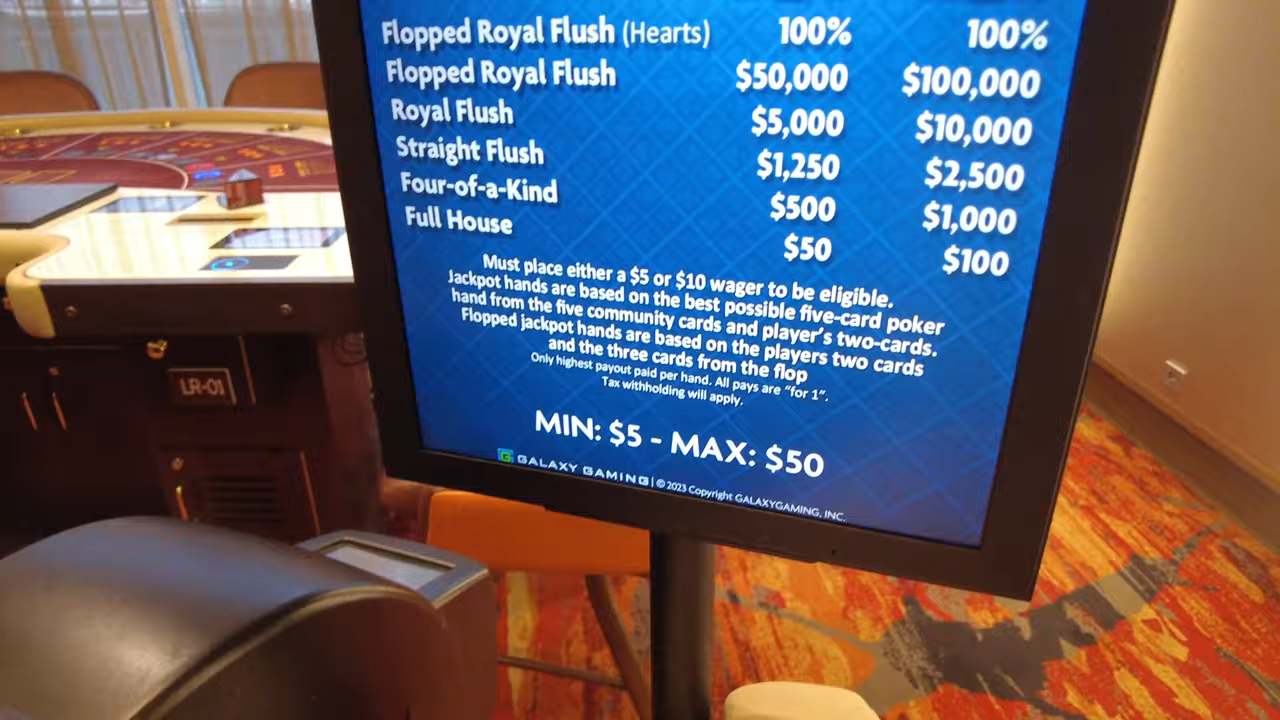 Flopped Royal Flush (Hearts) 100% 100%
Flopped Royal Flush $50,000 $100,000
Royal Flush $5,000 $10,000
Straight Flush $1,250 $2,500
Four-of-a-Kind $500 $1,000
Full House $50 $100
Must place either a $5 or $10 wager to be eligible.
Jackpot hands are based on the best possible five-card poker
hand from the five community cards and player's two-cards.
Flopped jackpot hands are based on the players two cards
and the three cards from the flop
Only highest payout paid per hand. All pays are "for 1".
Tax withholding will apply.
MIN: $5 - MAX: $50
G GALAXY GAMING | © 2023 Copyright GALAXYGAMING, INC.
LR-01